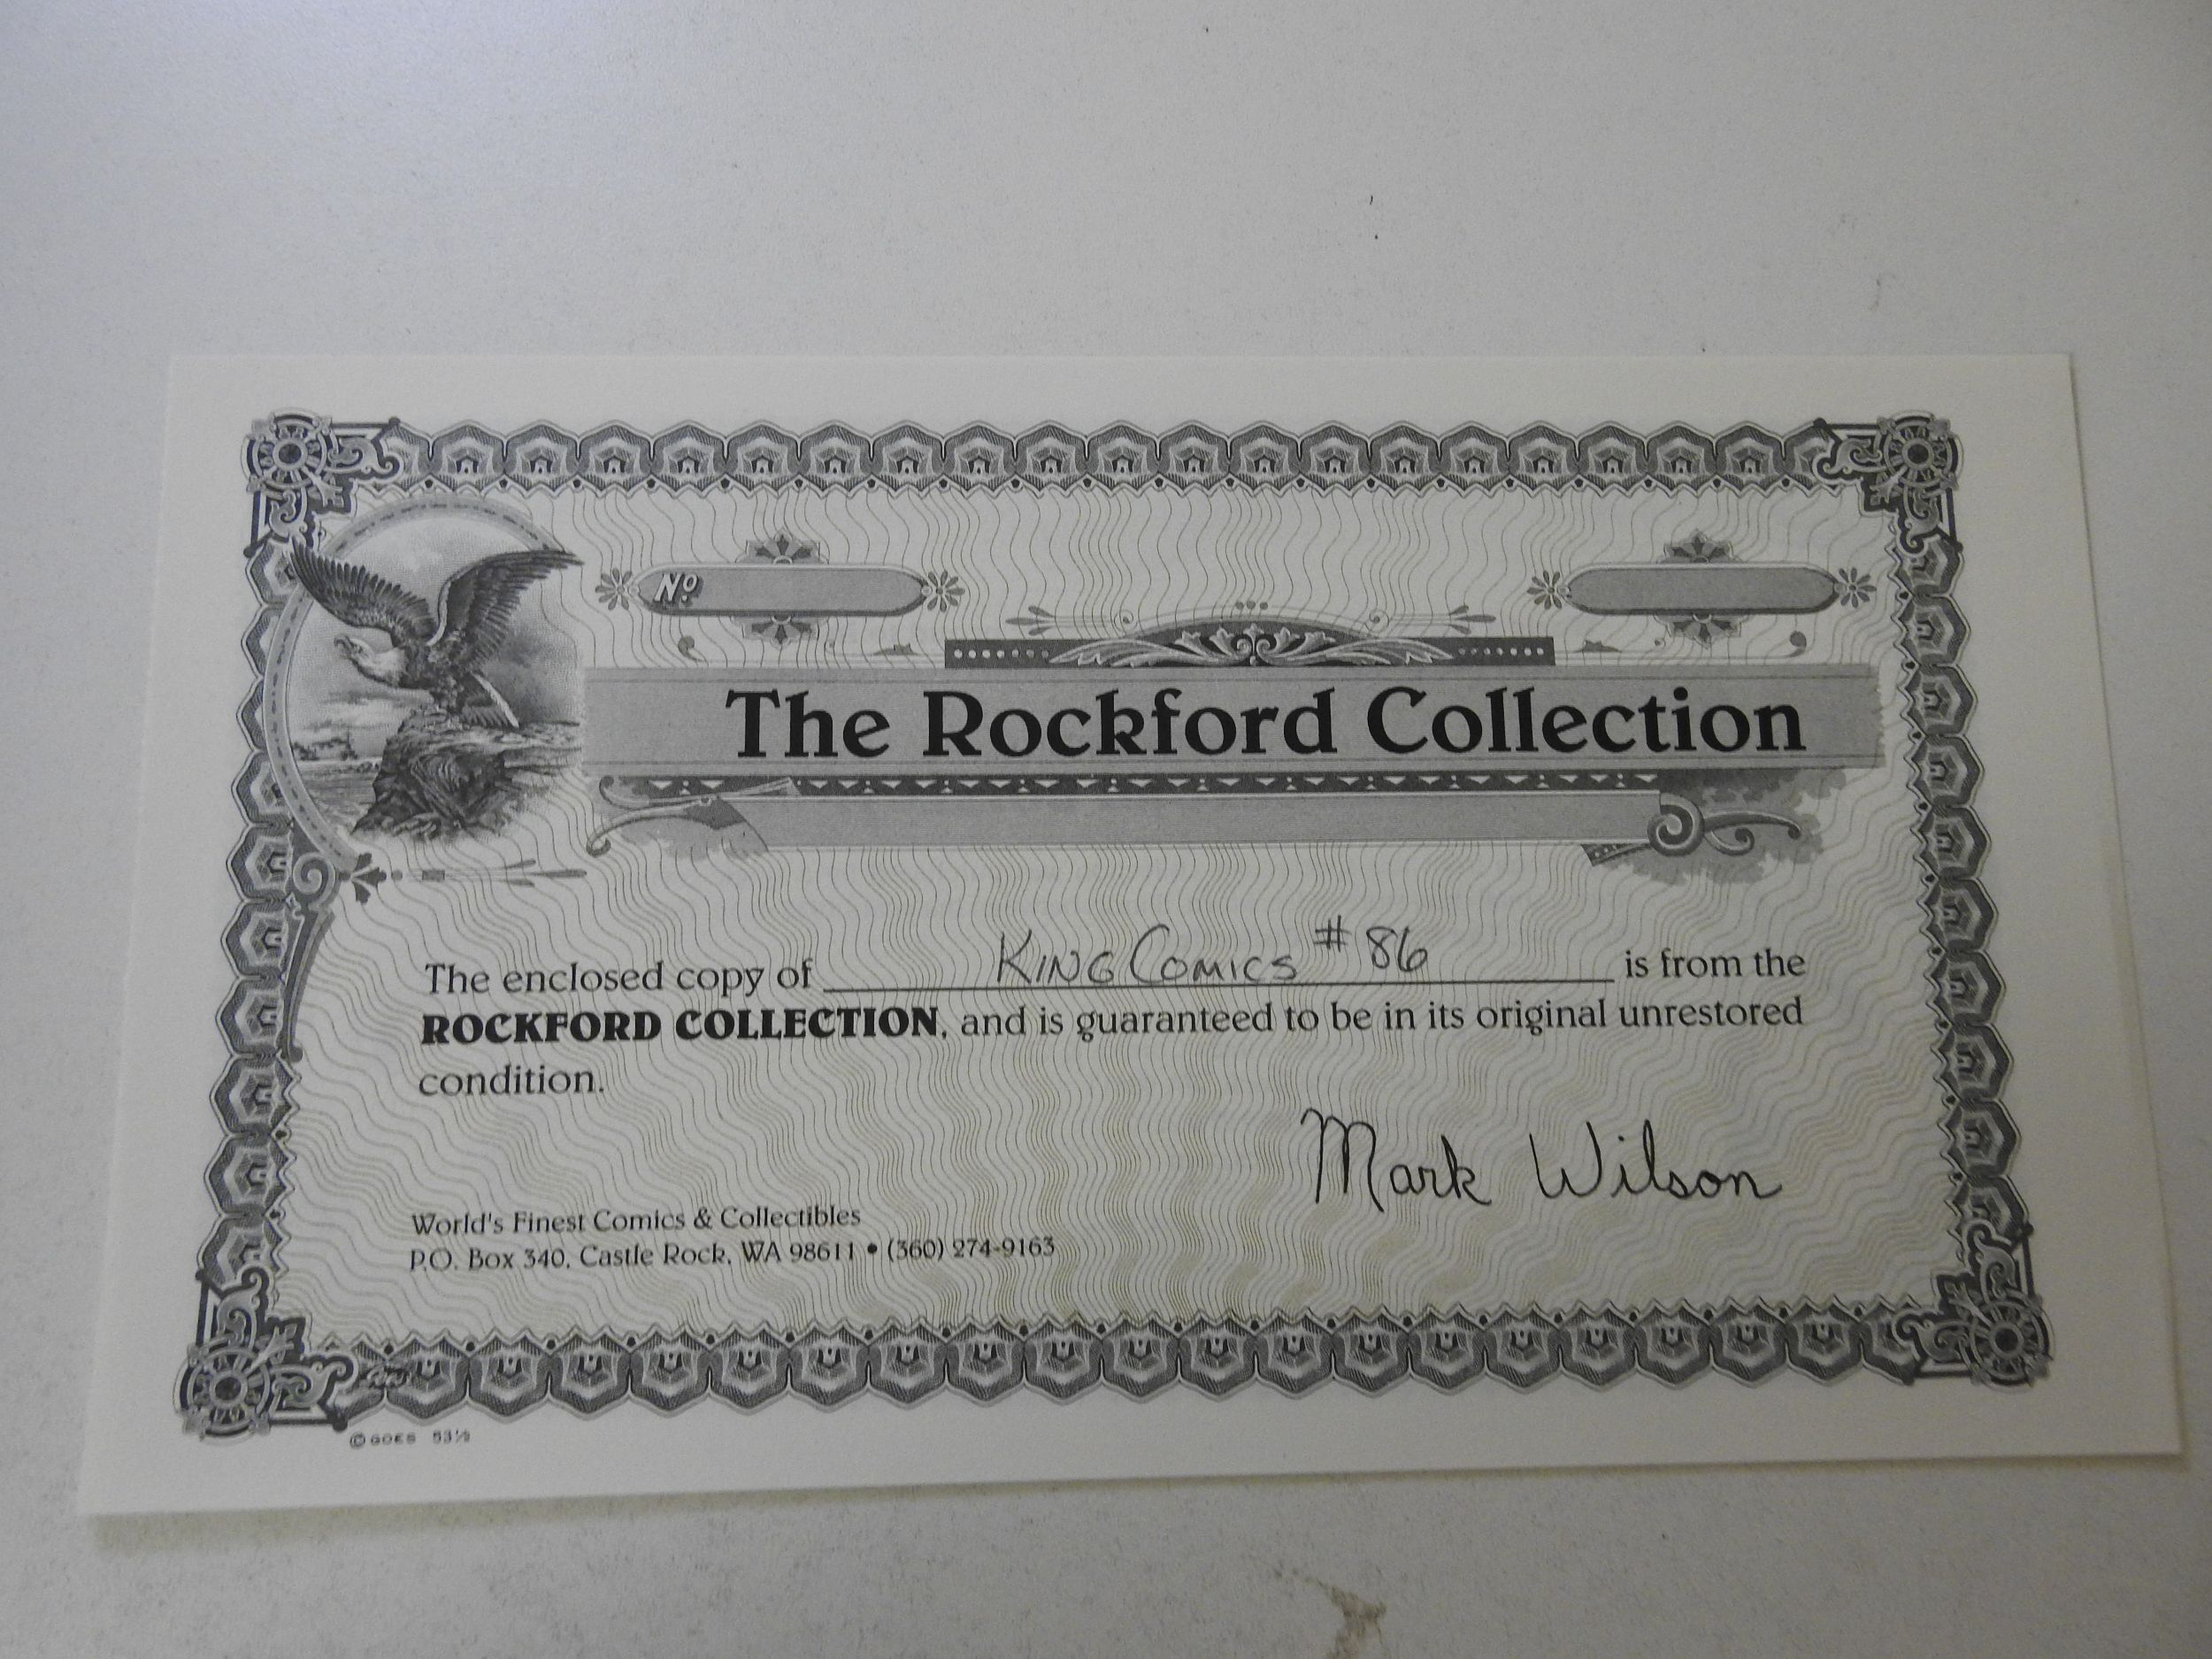 Nº
The Rockford Collection
The enclosed copy of KING COMICS #86 is from the
ROCKFORD COLLECTION, and is guaranteed to be in its original unrestored
condition.
Mark Wilson
World's Finest Comics & Collectibles
P.O. Box 340, Castle Rock, WA 98611 • (360) 274-9163
© GOES 53½